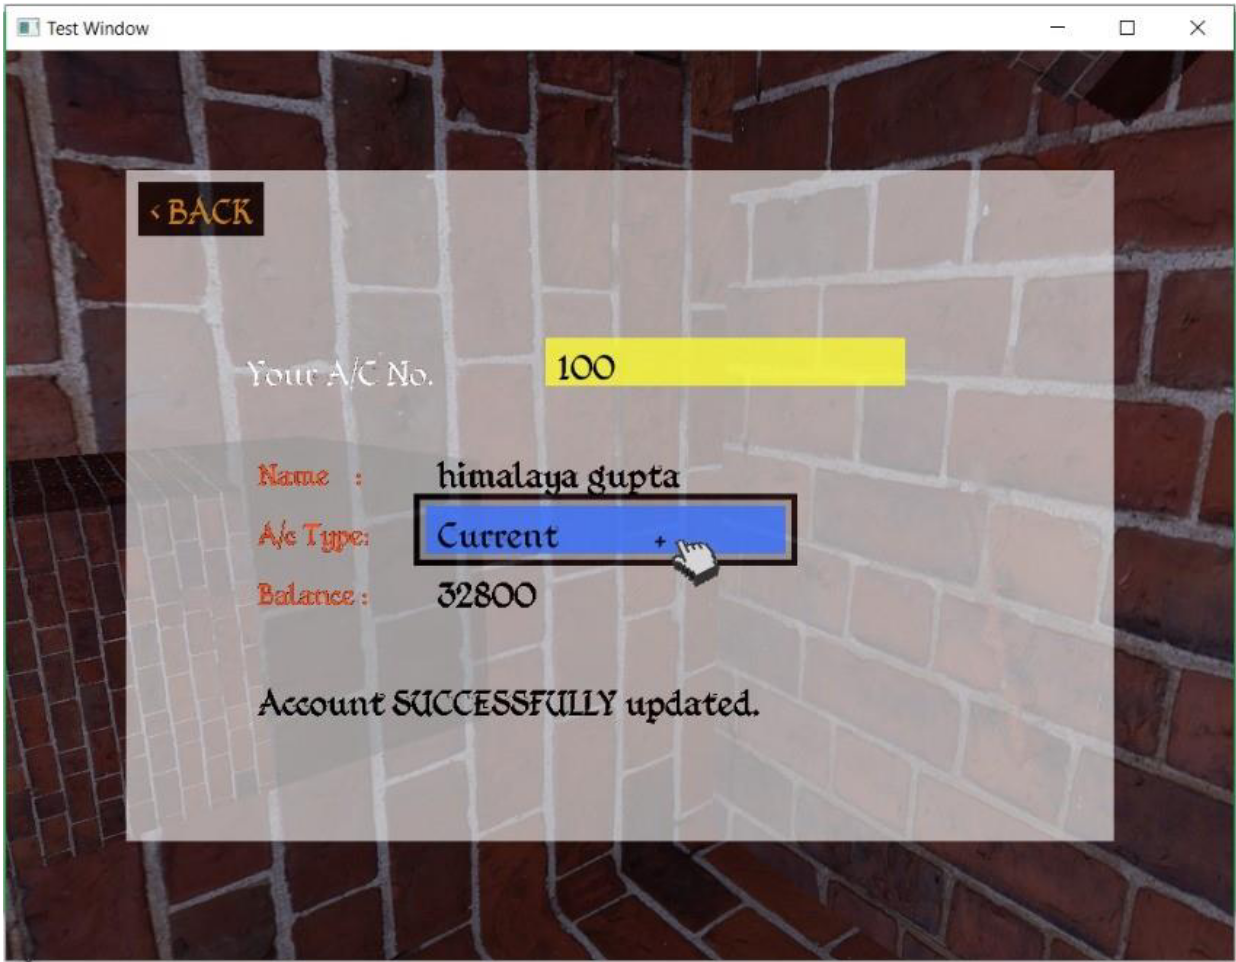 Test Window
< BACK
Your A/C No. 100
Name : himalaya gupta
A/c Type: Current +
Balance : 32800
Account SUCCESSFULLY updated.